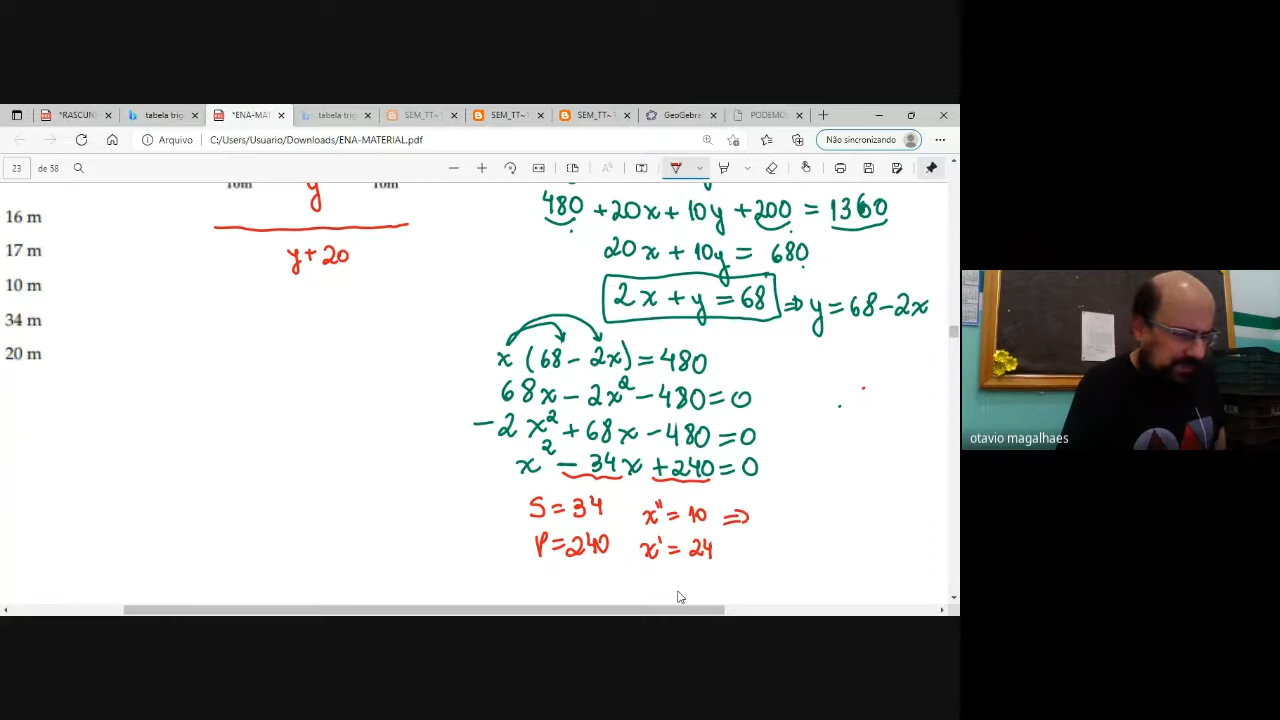 *RASCUN
tabela trig
*ENA-MAT
tabela trig
SEM_TT~
SEM_TT~
SEM_TT~
GeoGebra
PODEMO
Arquivo | C:/Users/Usuario/Downloads/ENA-MATERIAL.pdf
Não sincronizando
23 de 58
10m y 10m
y + 20
16 m
17 m
10 m
34 m
20 m
480 + 20x + 10y + 200 = 1360
20x + 10y = 680
2x + y = 68 ⇒ y = 68 - 2x
x (68 - 2x) = 480
68x - 2x² - 480 = 0
- 2x² + 68x - 480 = 0
x² - 34x + 240 = 0
S = 34 x" = 10 ⇒
P = 240 x' = 24
otavio magalhaes